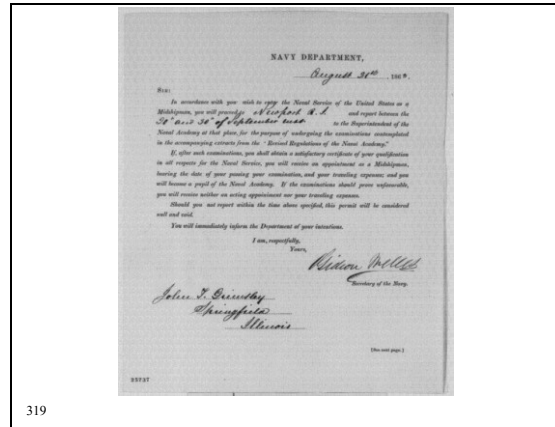 NAVY DEPARTMENT,
August 31st, 186
SIR:
In accordance with your wish to enter the Naval Service of the United States as a
Midshipman, you will proceed to Newport R. I. and report between the
20th and 30th of September to the Superintendent of the
Naval Academy at that place, for the purpose of undergoing the examinations contemplated
in the accompanying extracts from the "Revised Regulations of the Naval Academy."
If, after such examinations, you shall obtain a satisfactory certificate of your qualification
in all respects for the Naval Service, you will receive an appointment as a Midshipman,
bearing the date of your passing your examination, and your traveling expenses; and you
will become a pupil of the Naval Academy. If the examinations should prove unfavorable,
you will receive neither an acting appointment nor your traveling expenses.
Should you not report within the time above specified, this permit will be considered
null and void.
You will immediately inform the Department of your intentions.
I am, respectfully,
Yours,
Gideon Welles
Secretary of the Navy.
John T. Grimsley
Springfield
Illinois
[See next page.]
22737
319